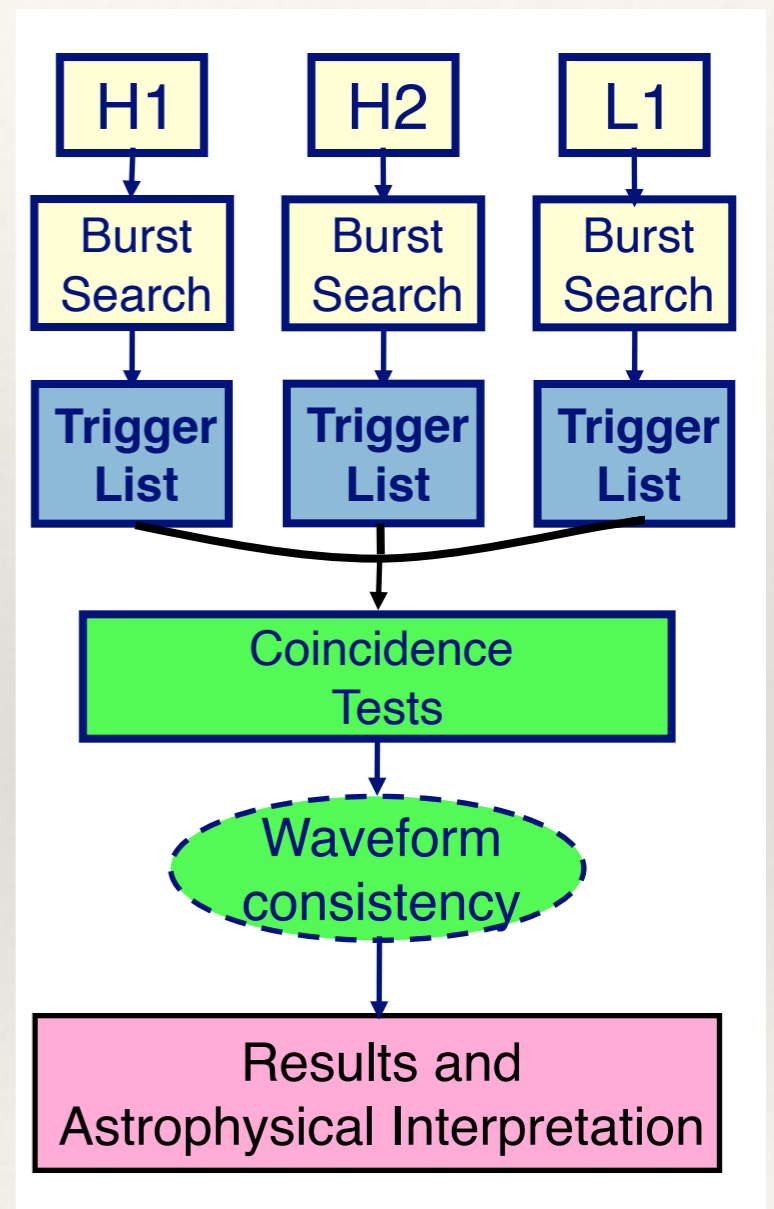 H1
H2
L1
Burst
Search
Burst
Search
Burst
Search
Trigger
List
Trigger
List
Trigger
List
Coincidence
Tests
Waveform
consistency
Results and
Astrophysical Interpretation